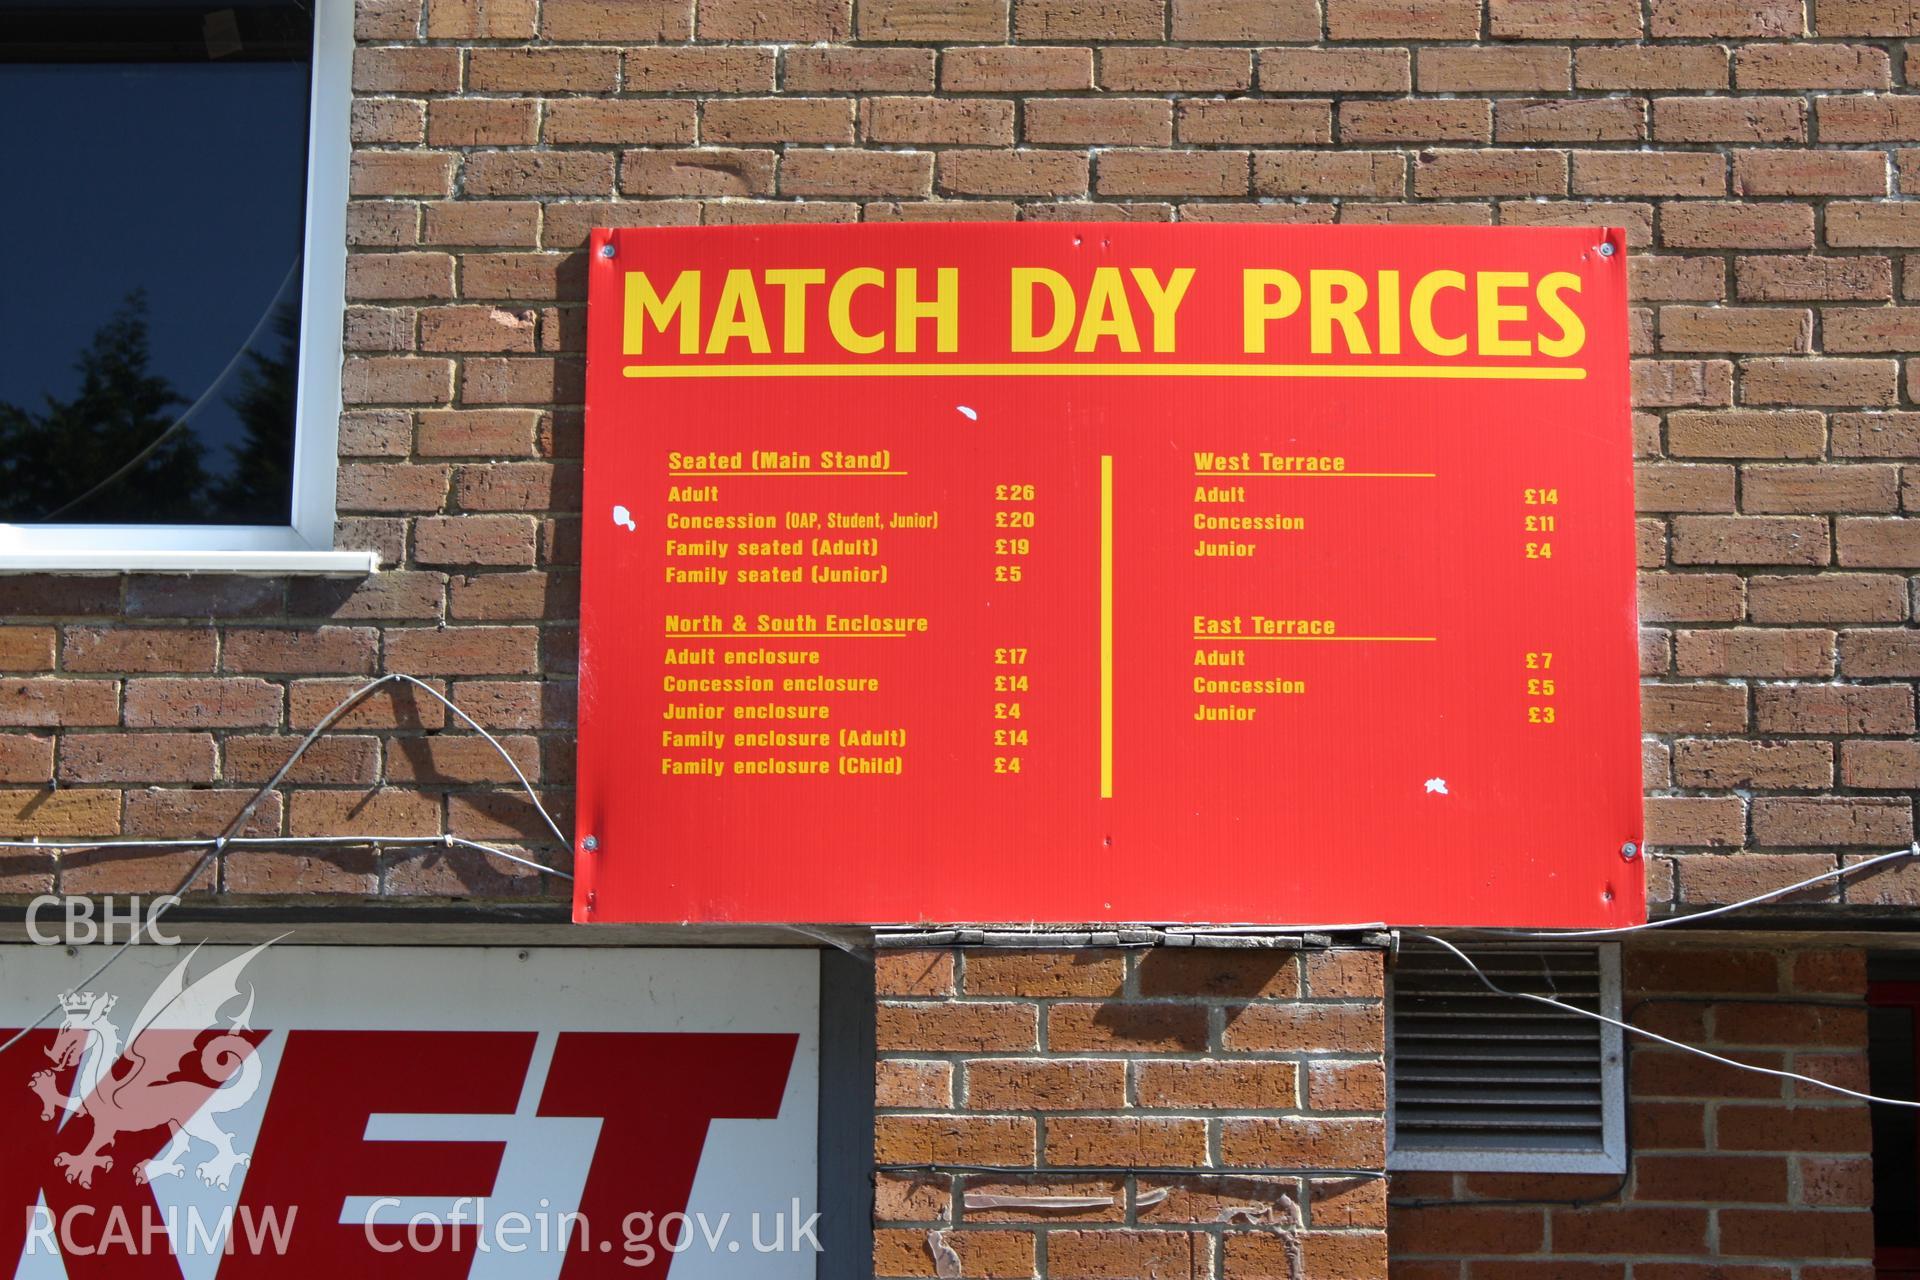 MATCH DAY PRICES
Seated (Main Stand)
Adult £26
Concession (OAP, Student, Junior) £20
Family seated (Adult) £19
Family seated (Junior) £5
North & South Enclosure
Adult enclosure £17
Concession enclosure £14
Junior enclosure £4
Family enclosure (Adult) £14
Family enclosure (Child) £4
West Terrace
Adult £14
Concession £11
Junior £4
East Terrace
Adult £7
Concession £5
Junior £3
KET
CBHC
RCAHMW
Coflein.gov.uk